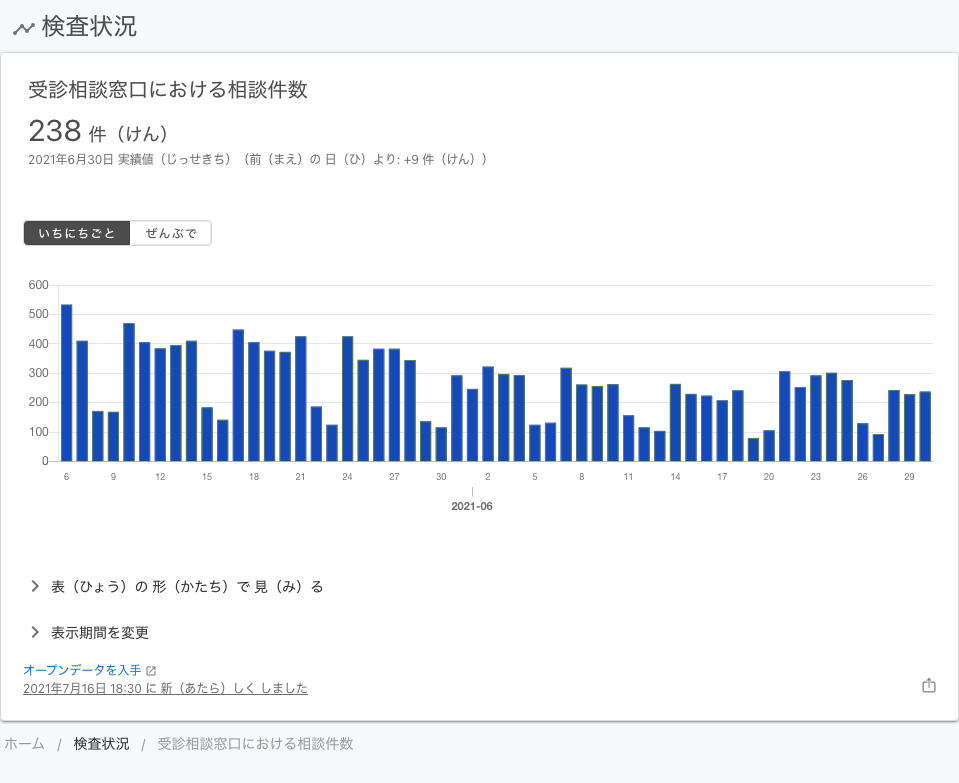 検査状況
受診相談窓口における相談件数
238 件（けん）
2021年6月30日 実績値（じっせきち）（前（まえ）の 日（ひ）より: +9 件（けん））
いちにちごと ぜんぶで
600
500
400
300
200
100
0
6 9 12 15 18 21 24 27 30 2 5 8 11 14 17 20 23 26 29
2021-06
表（ひょう）の 形（かたち）で 見（み）る
表示期間を変更
オープンデータを入手
2021年7月16日 18:30 に 新（あたら）しく しました
ホーム / 検査状況 / 受診相談窓口における相談件数